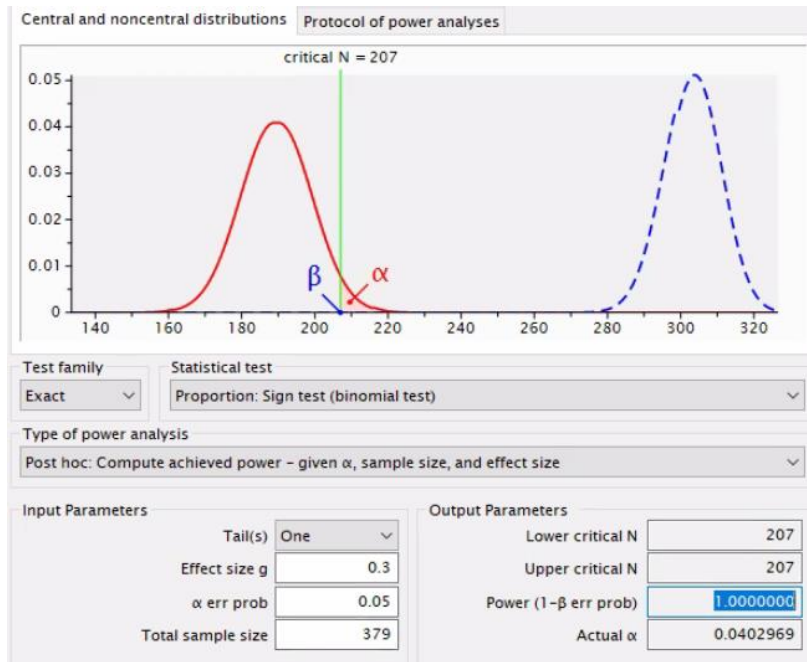 Central and noncentral distributions Protocol of power analyses
critical N = 207
0.05
0.04
0.03
0.02
0.01
0
β α
140 160 180 200 220 240 260 280 300 320
Test family Statistical test
Exact Proportion: Sign test (binomial test)
Type of power analysis
Post hoc: Compute achieved power – given α, sample size, and effect size
Input Parameters Output Parameters
Tail(s) One Lower critical N 207
Effect size g 0.3 Upper critical N 207
α err prob 0.05 Power (1-β err prob) 1.0000000
Total sample size 379 Actual α 0.0402969